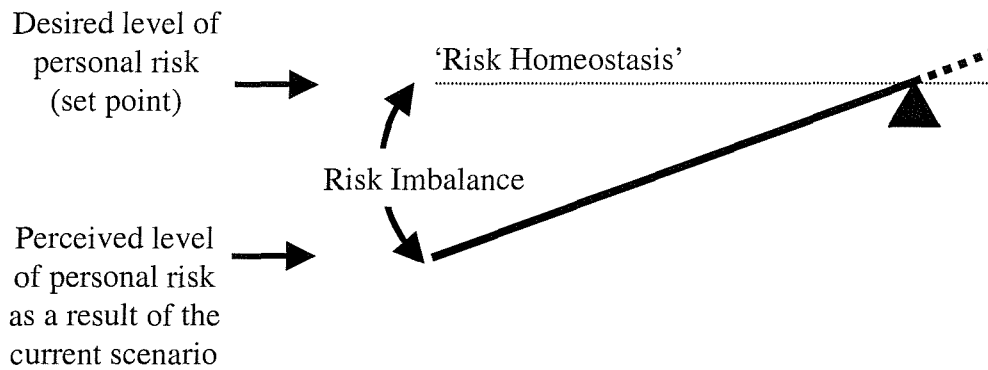 Desired level of
personal risk
(set point)
‘Risk Homeostasis’
Risk Imbalance
Perceived level
of personal risk
as a result of the
current scenario